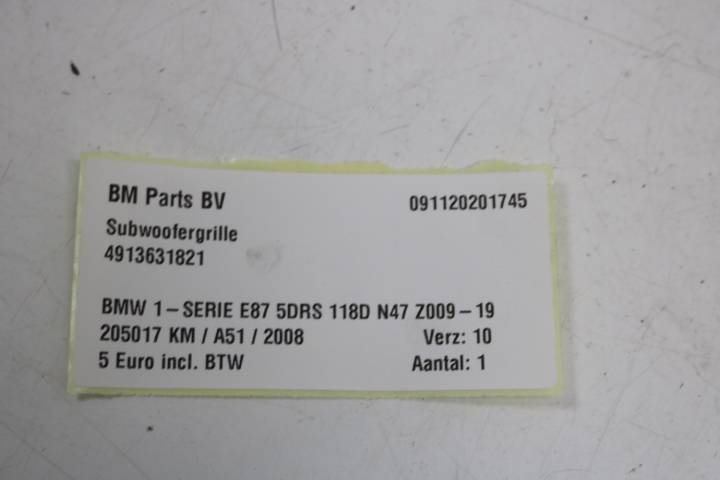 BM Parts BV 091120201745
Subwoofergrille
4913631821
BMW 1-SERIE E87 5DRS 118D N47 Z009-19
205017 KM / A51 / 2008 Verz: 10
5 Euro incl. BTW Aantal: 1